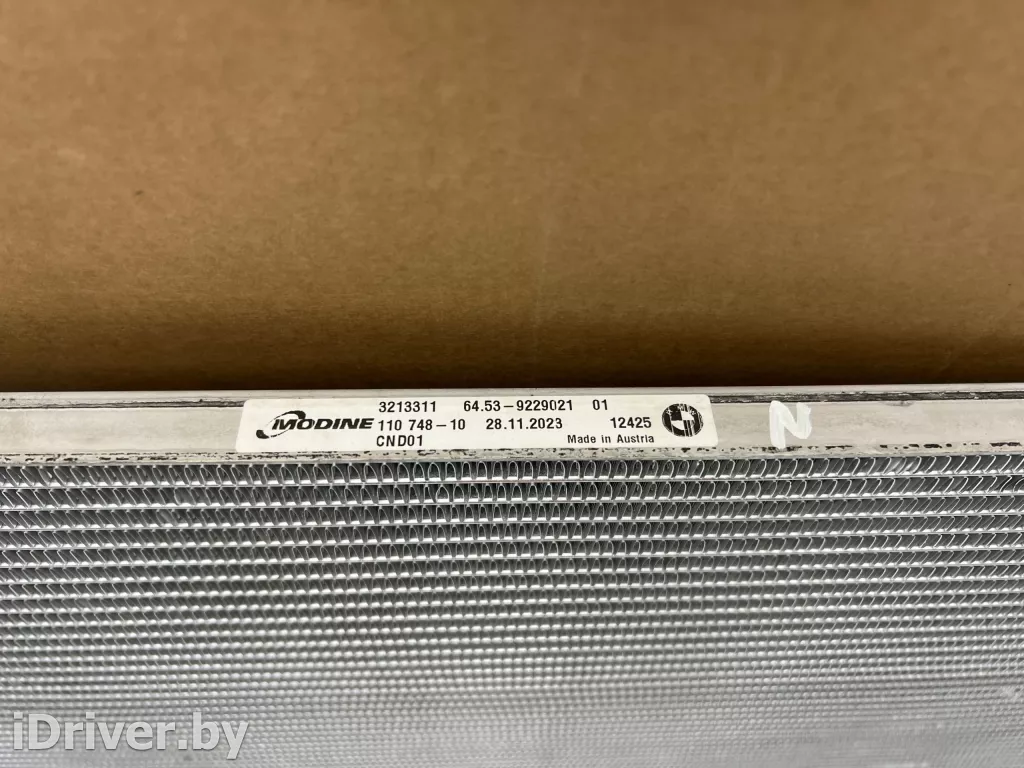 3213311 64.53-9229021 01
MODINE 110 748-10 28.11.2023 12425
CND01 Made in Austria
N
iDriver.by